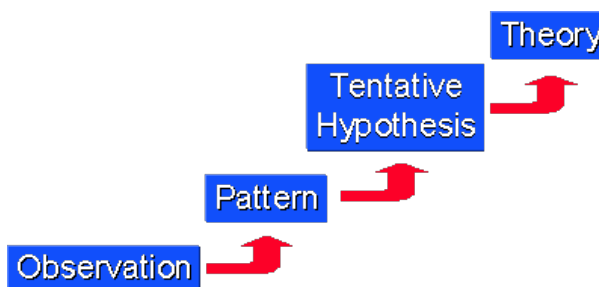 Theory
Tentative
Hypothesis
Pattern
Observation